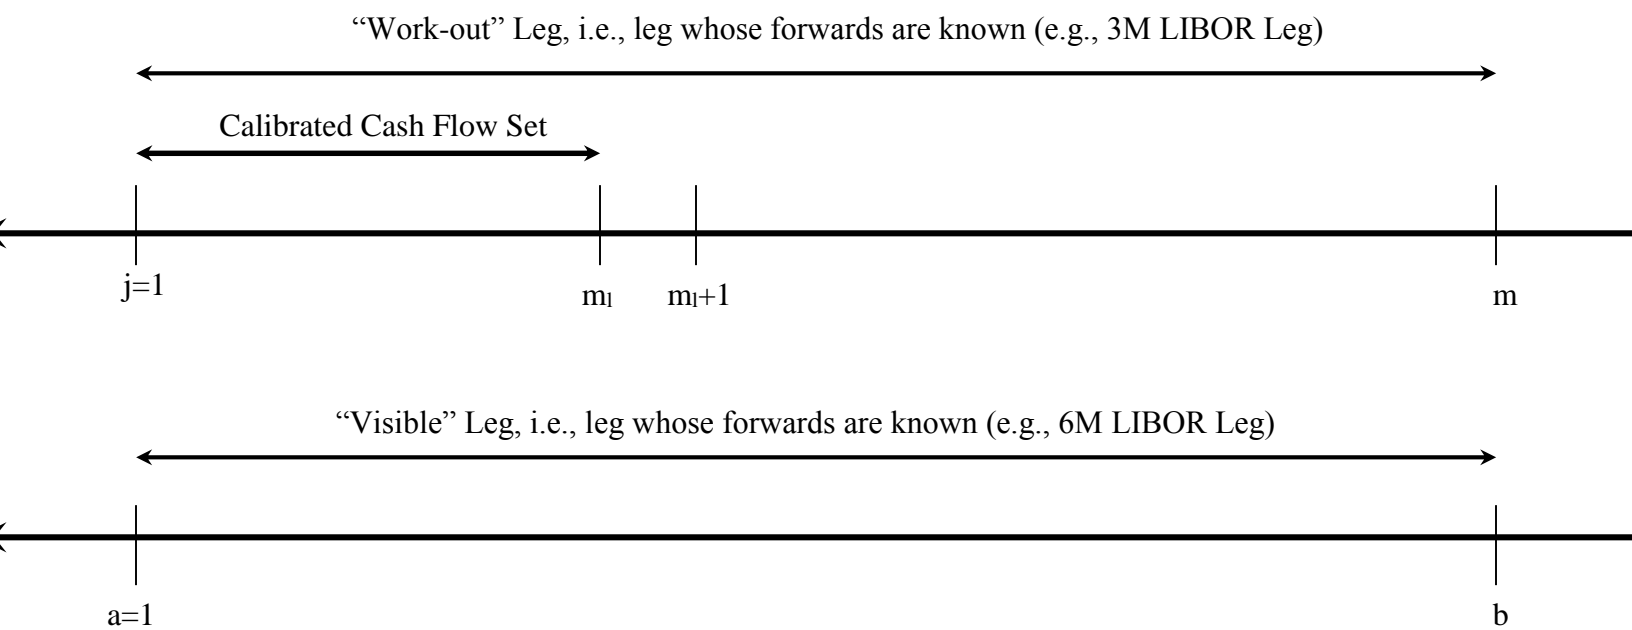 “Work-out” Leg, i.e., leg whose forwards are known (e.g., 3M LIBOR Leg)
Calibrated Cash Flow Set
j=1 mₗ mₗ+1 m
“Visible” Leg, i.e., leg whose forwards are known (e.g., 6M LIBOR Leg)
a=1 b